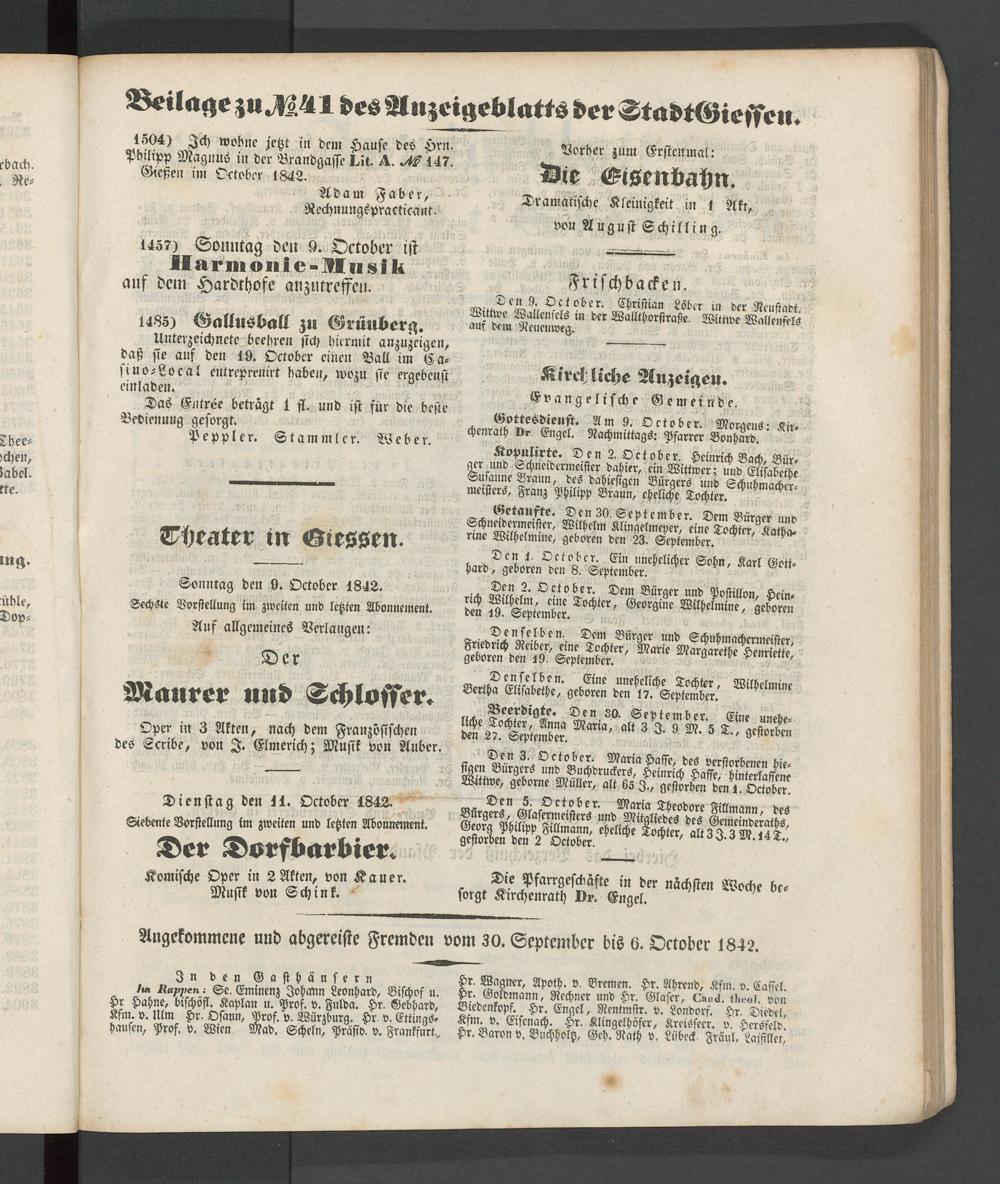 Beilage zu No 41 des Anzeigeblatts der Stadt Giessen.
1504) Ich wohne jetzt in dem Hause des Hrn.
Philipp Magnus in der Brandgasse Lit. A. No 147.
Gießen im October 1842.
Adam Faber,
Rechnungspracticant.
1457) Sonntag den 9. October ist
Harmonie-Musik
auf dem Hardthofe anzutreffen.
1485) Gallusball zu Grünberg.
Unterzeichnete beehren sich hiermit anzuzeigen,
daß sie auf den 19. October einen Ball im Ca-
sino-Local entreprenirt haben, wozu sie ergebenst
einladen.
Das Entrée beträgt 1 fl. und ist für die beste
Bedienung gesorgt.
Peppler. Stammler. Weber.
Theater in Giessen.
Sonntag den 9. October 1842.
Sechste Vorstellung im zweiten und letzten Abonnement.
Auf allgemeines Verlangen:
Der
Maurer und Schlosser.
Oper in 3 Akten, nach dem Französischen
des Scribe, von J. Elmerich; Musik von Auber.
Dienstag den 11. October 1842.
Siebente Vorstellung im zweiten und letzten Abonnement.
Der Dorfbarbier.
Komische Oper in 2 Akten, von Kauer.
Musik von Schink.
Vorher zum Erstenmal:
Die Eisenbahn.
Dramatische Kleinigkeit in 1 Akt,
von August Schilling.
Frischbacken.
Den 9. October. Christian Löber in der Neustadt.
Wittwe Wallenfels in der Wallthorstraße. Wittwe Wallenfels
auf dem Neuenweg.
Kirchliche Anzeigen.
Evangelische Gemeinde.
Gottesdienst. Am 9. October. Morgens: Kir-
chenrath Dr. Engel. Nachmittags: Pfarrer Bonhard.
Kopulirte. Den 2. October. Heinrich Bach, Bür-
ger und Schneidermeister dahier, ein Wittwer; und Elisabethe
Susanne Braun, des dahiesigen Bürgers und Schuhmacher-
meisters, Franz Philipp Braun, eheliche Tochter.
Getaufte. Den 30. September. Dem Bürger und
Schneidermeister, Wilhelm Klingelmeyer, eine Tochter, Katha-
rine Wilhelmine, geboren den 23. September.
Den 1. October. Ein unehelicher Sohn, Karl Gott-
hard, geboren den 8. September.
Den 2. October. Dem Bürger und Postillon, Hein-
rich Wilhelm, eine Tochter, Georgine Wilhelmine, geboren
den 19. September.
Denselben. Dem Bürger und Schuhmachermeister,
Friedrich Reiber, eine Tochter, Marie Margarethe Henriette,
geboren den 19. September.
Denselben. Eine uneheliche Tochter, Wilhelmine
Bertha Elisabethe, geboren den 17. September.
Beerdigte. Den 30. September. Eine unehe-
liche Tochter, Anna Maria, alt 3 J. 9 M. 5 T., gestorben
den 27. September.
Den 3. October. Maria Hasse, des verstorbenen hie-
sigen Bürgers und Buchdruckers, Heinrich Hasse, hinterlassene
Wittwe, geborne Müller, alt 65 J., gestorben den 1. October.
Den 5. October. Maria Theodore Fillmann, des
Bürgers, Glasermeisters und Mitgliedes des Gemeinderaths,
Georg Philipp Fillmann, eheliche Tochter, alt 3 J. 3 M. 14 T.,
gestorben den 2 October.
Die Pfarrgeschäfte in der nächsten Woche be-
sorgt Kirchenrath Dr. Engel.
Angekommene und abgereiste Fremden vom 30. September bis 6. October 1842.
In den Gasthäusern
Im Rappen: Se. Eminenz Johann Leonhard, Bischof u.
Hr Hahne, bischöfl. Kaplan u. Prof. v. Fulda. Hr. Gebhard,
Kfm. v. Ulm Hr. Osann, Prof. v. Würzburg. Hr. v. Ettings-
hausen, Prof. v. Wien Mad. Scheln, Präsid. v. Frankfurt.
Hr. Wagner, Apoth. v. Bremen. Hr. Ahrend, Kfm. v. Cassel.
Hr. Goldmann, Rechner und Hr. Glaser, Cand. theol. von
Biedenkopf. Hr. Engel, Rentmstr. v. Londorf. Hr. Diedel,
Kfm. v. Eisenach. Hr. Klingelhöfer, Kreissecr. v. Hersfeld.
Hr. Baron v. Buchholtz, Geh. Rath v. Lübeck Fräul. Lajfillet,